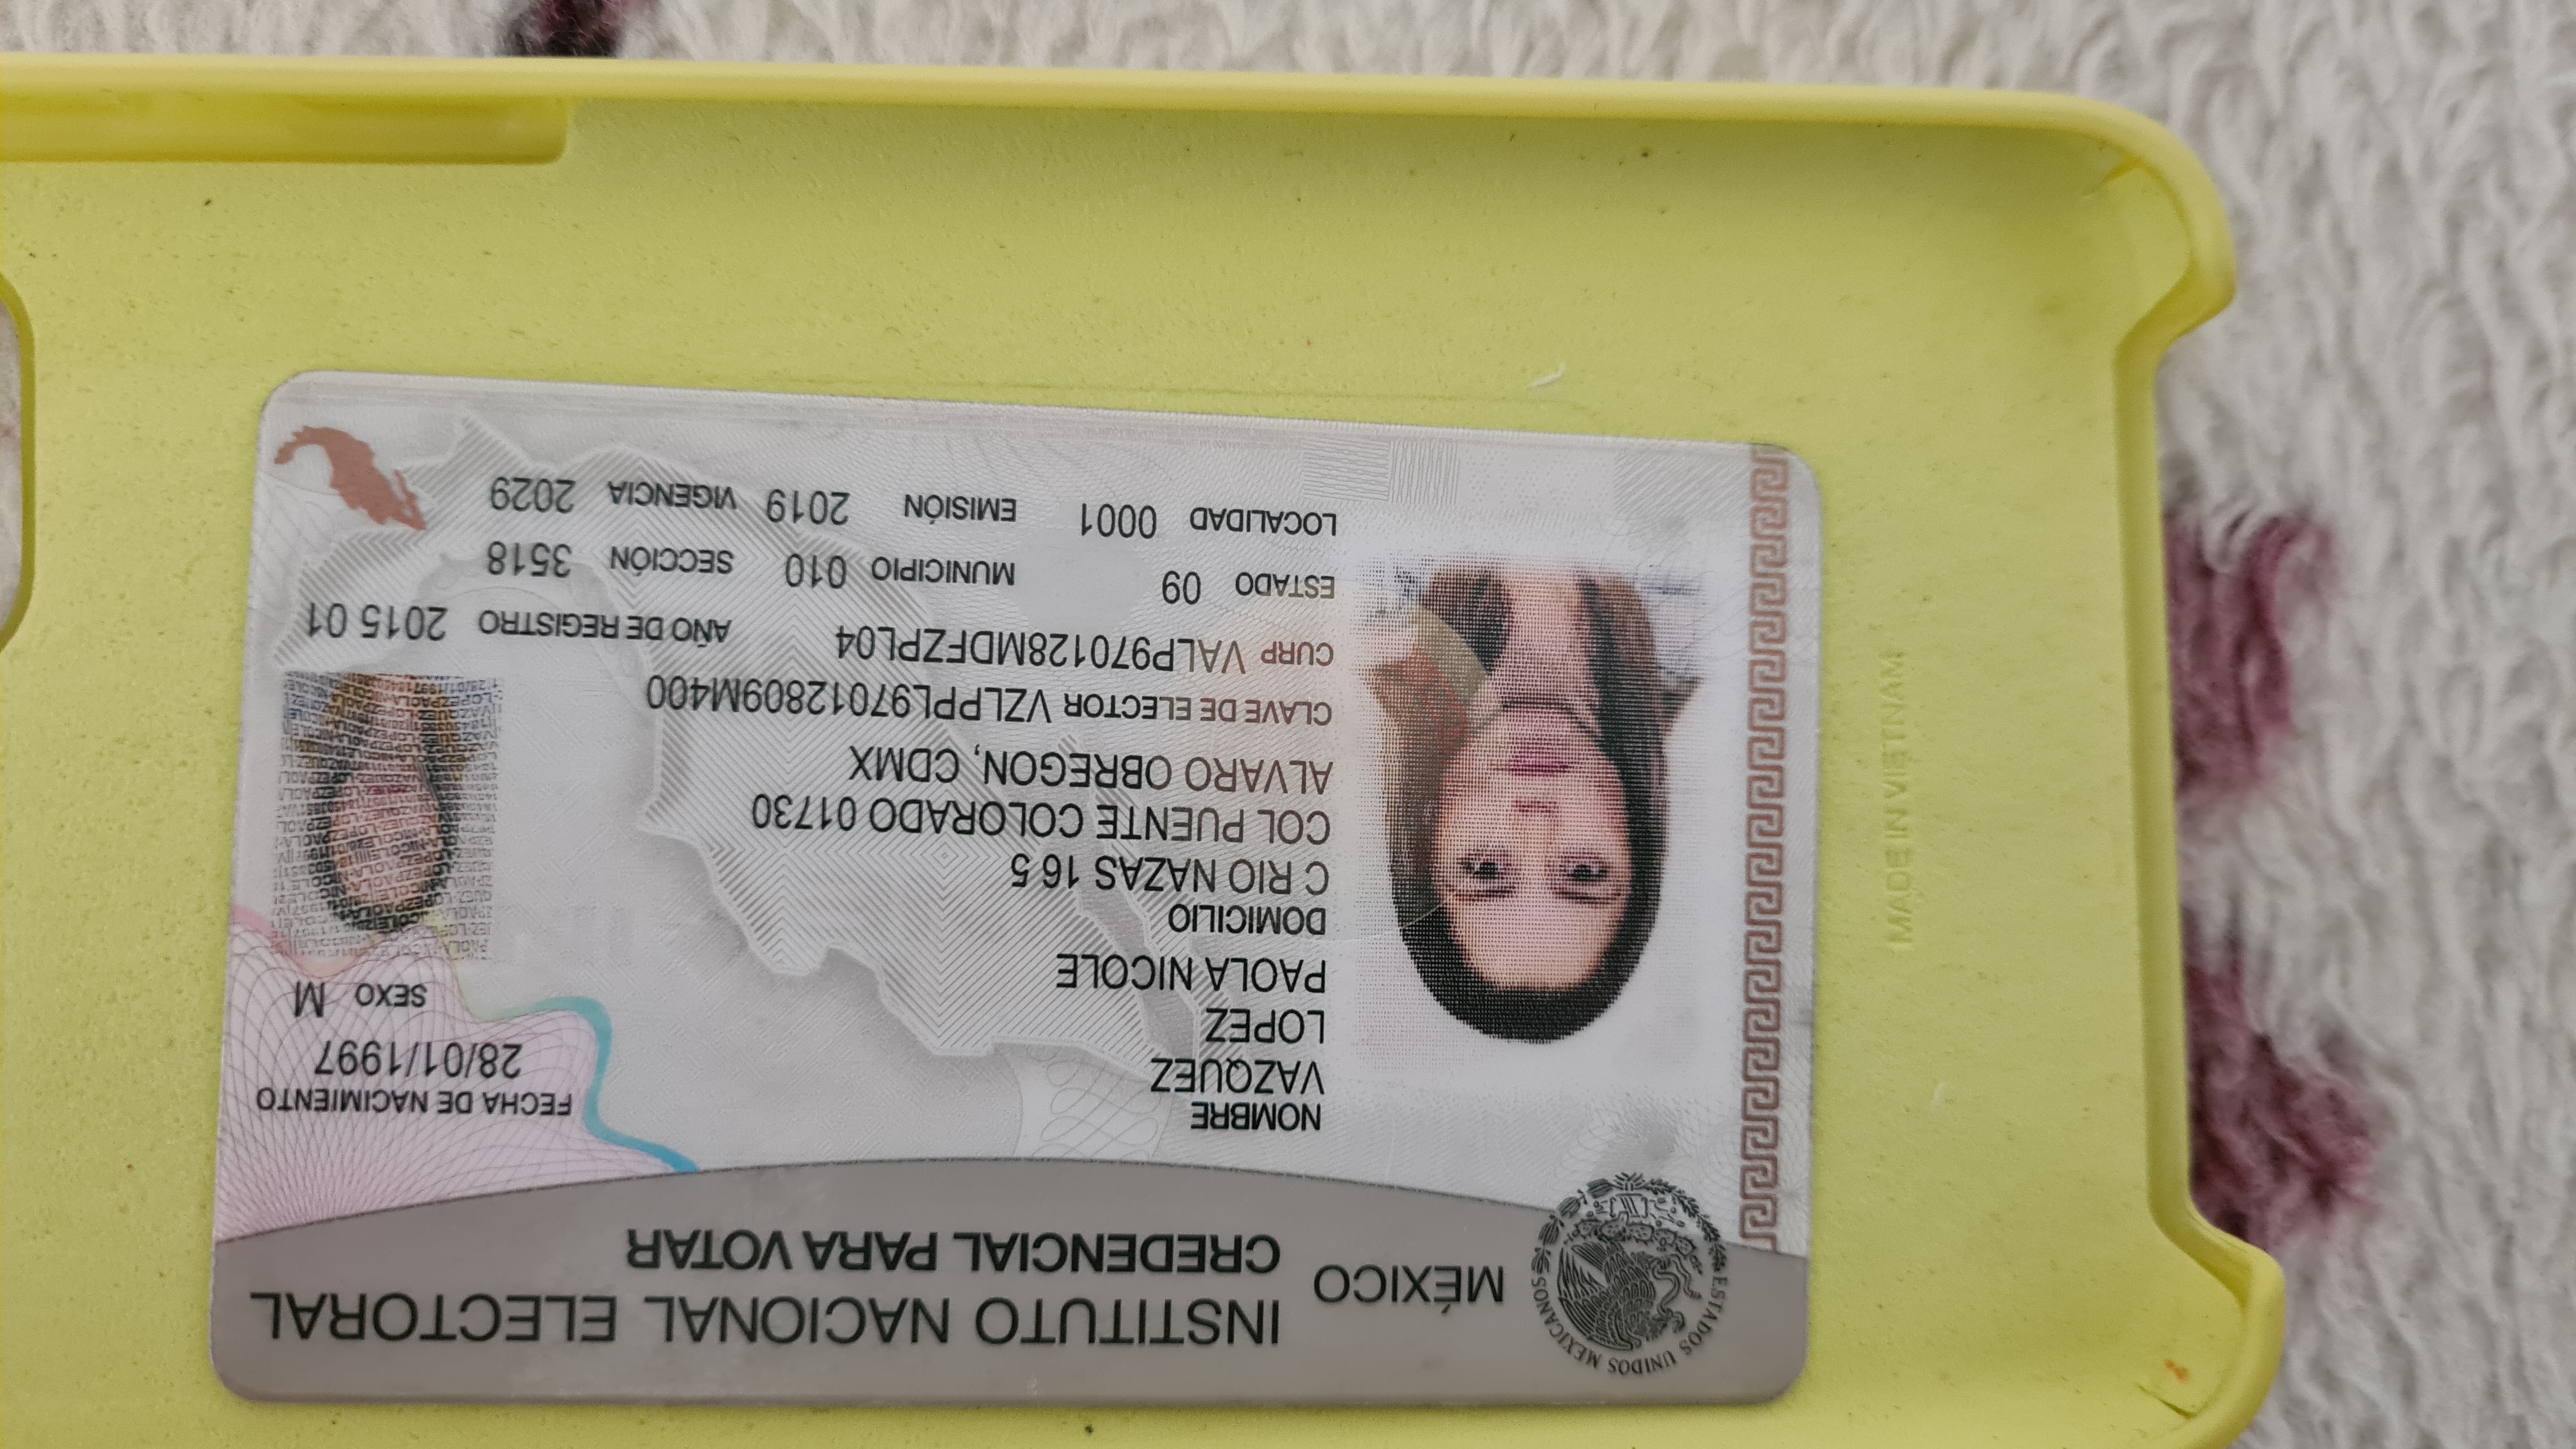 MÉXICO INSTITUTO NACIONAL ELECTORAL
CREDENCIAL PARA VOTAR
ESTADOS UNIDOS MEXICANOS
NOMBRE
VAZQUEZ
LOPEZ
PAOLA NICOLE
FECHA DE NACIMIENTO
28/01/1997
SEXO M
DOMICILIO
C RIO NAZAS 16 5
COL PUENTE COLORADO 01730
ALVARO OBREGON, CDMX
CLAVE DE ELECTOR VZLPPL97012809M400
CURP VALP970128MDFZPL04 AÑO DE REGISTRO 2015 01
ESTADO 09 MUNICIPIO 010 SECCIÓN 3518
LOCALIDAD 0001 EMISIÓN 2019 VIGENCIA 2029
MADE IN VIETNAM